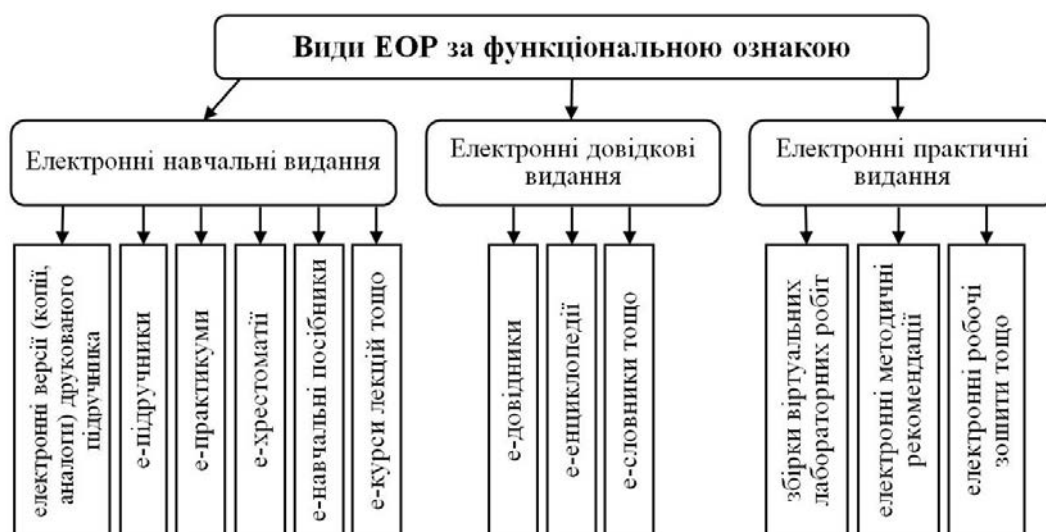 Види ЕОР за функціональною ознакою
Електронні навчальні видання
Електронні довідкові
видання
Електронні практичні
видання
електронні версії (копії,
аналоги) друкованого
підручника
е-підручники
е-практикуми
е-хрестоматії
е-навчальні посібники
е-курси лекцій тощо
е-довідники
е-енциклопедії
е-словники тощо
збірки віртуальних
лабораторних робіт
електронні методичні
рекомендації
електронні робочі
зошити тощо